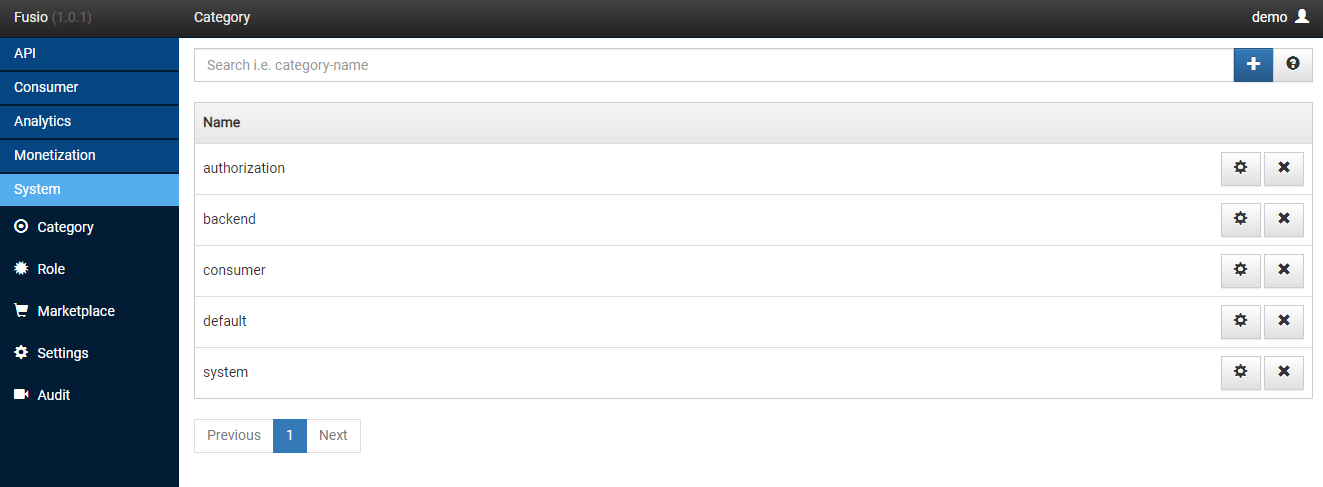 Fusio (1.0.1)
Category
demo
API
Consumer
Analytics
Monetization
System
Category
Role
Marketplace
Settings
Audit
Search i.e. category-name
Name
authorization
backend
consumer
default
system
Previous 1 Next